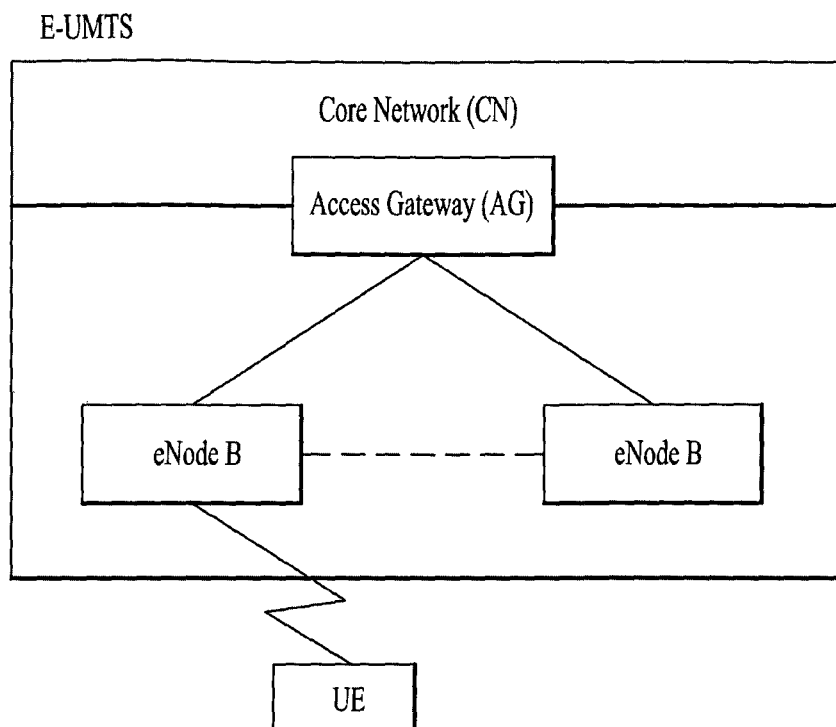 E-UMTS
Core Network (CN)
Access Gateway (AG)
eNode B
eNode B
UE